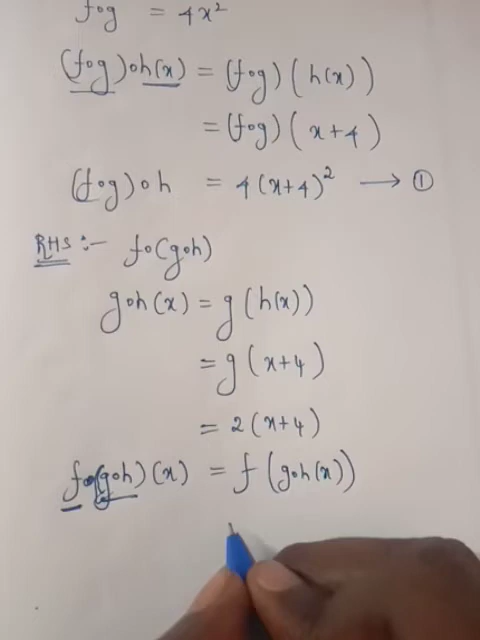 fog = 4x²
(fog)oh(x) = (fog)(h(x))
= (fog)(x+4)
(fog)oh = 4(x+4)² → ①
RHS :- fo(goh)
goh(x) = g(h(x))
= g(x+4)
= 2(x+4)
fo(goh)(x) = f(goh(x))